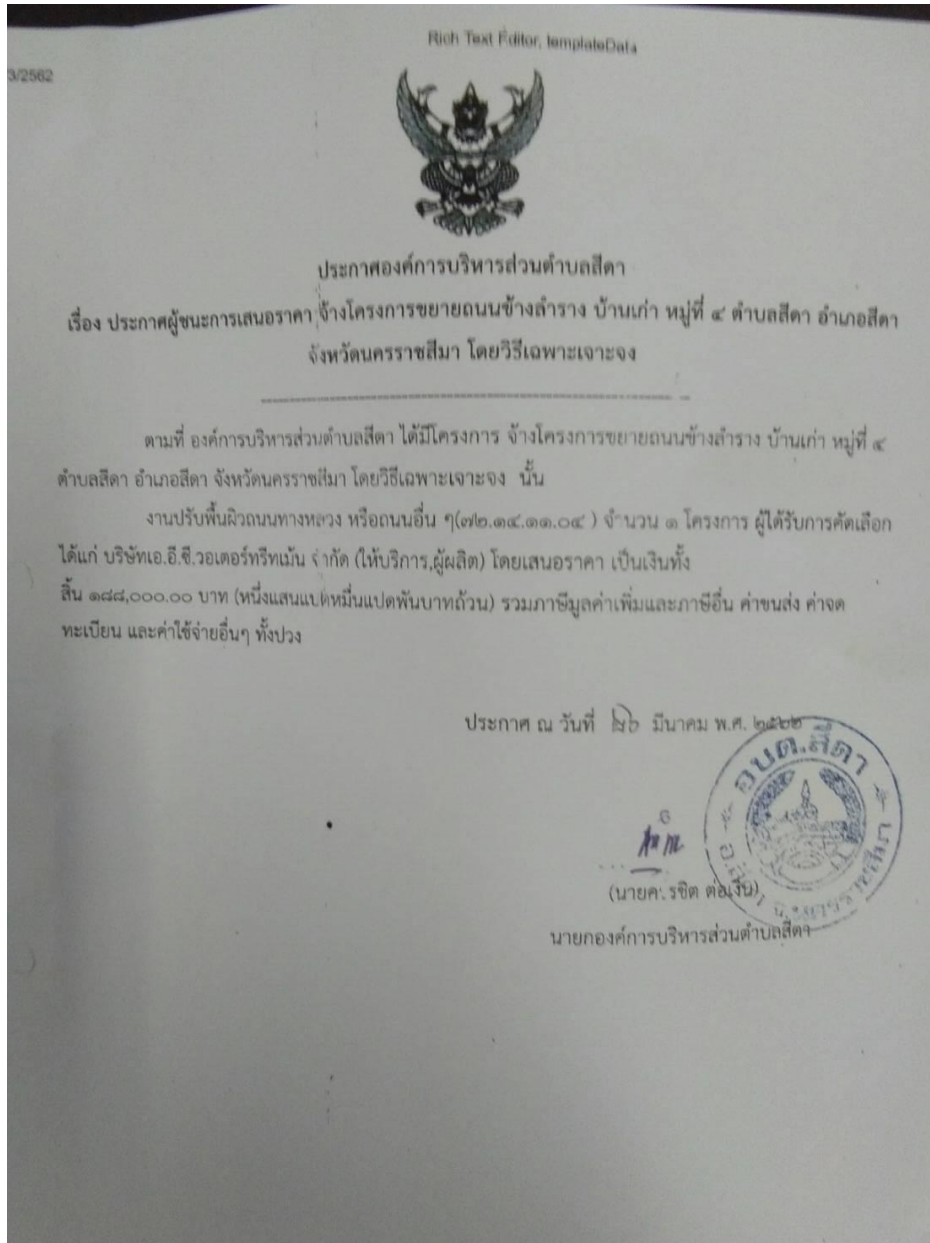 Rich Text Editor, templateData
3/2562
ประกาศองค์การบริหารส่วนตำบลสีดา
เรื่อง ประกาศผู้ชนะการเสนอราคา จ้างโครงการขยายถนนข้างลำราง บ้านเก่า หมู่ที่ ๔ ตำบลสีดา อำเภอสีดา
จังหวัดนครราชสีมา โดยวิธีเฉพาะเจาะจง
ตามที่ องค์การบริหารส่วนตำบลสีดา ได้มีโครงการ จ้างโครงการขยายถนนข้างลำราง บ้านเก่า หมู่ที่ ๔
ตำบลสีดา อำเภอสีดา จังหวัดนครราชสีมา โดยวิธีเฉพาะเจาะจง นั้น
งานปรับพื้นผิวถนนทางหลวง หรือถนนอื่น ๆ(๗๒.๑๔.๑๑.๐๔ ) จำนวน ๑ โครงการ ผู้ได้รับการคัดเลือก
ได้แก่ บริษัทเอ.อี.ซี.วอเตอร์ทรีทเม้น จำกัด (ให้บริการ,ผู้ผลิต) โดยเสนอราคา เป็นเงินทั้ง
สิ้น ๑๘๘,๐๐๐.๐๐ บาท (หนึ่งแสนแปดหมื่นแปดพันบาทถ้วน) รวมภาษีมูลค่าเพิ่มและภาษีอื่น ค่าขนส่ง ค่าจด
ทะเบียน และค่าใช้จ่ายอื่นๆ ทั้งปวง
ประกาศ ณ วันที่ ๒๖ มีนาคม พ.ศ. ๒๕๖๒
อบต.สีดา
อ.สีดา จ.นครราชสีมา
ต่อเงิน)
นายกองค์การบริหารส่วนตำบลสีดา